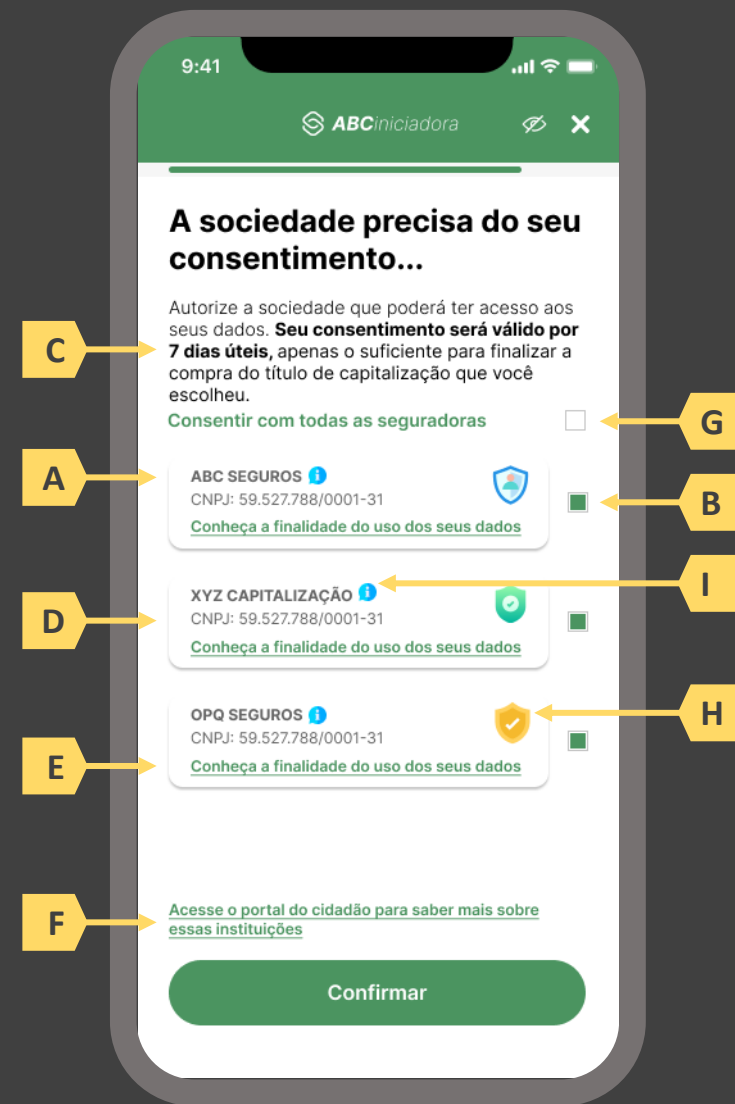 9:41
ABCiniciadora
A sociedade precisa do seu
consentimento...
Autorize a sociedade que poderá ter acesso aos
seus dados. Seu consentimento será válido por
7 dias úteis, apenas o suficiente para finalizar a
compra do título de capitalização que você
escolheu.
C
Consentir com todas as seguradoras
G
A
ABC SEGUROS i
CNPJ: 59.527.788/0001-31
Conheça a finalidade do uso dos seus dados
B
I
XYZ CAPITALIZAÇÃO i
CNPJ: 59.527.788/0001-31
Conheça a finalidade do uso dos seus dados
D
H
OPQ SEGUROS i
CNPJ: 59.527.788/0001-31
Conheça a finalidade do uso dos seus dados
E
Acesse o portal do cidadão para saber mais sobre
essas instituições
F
Confirmar